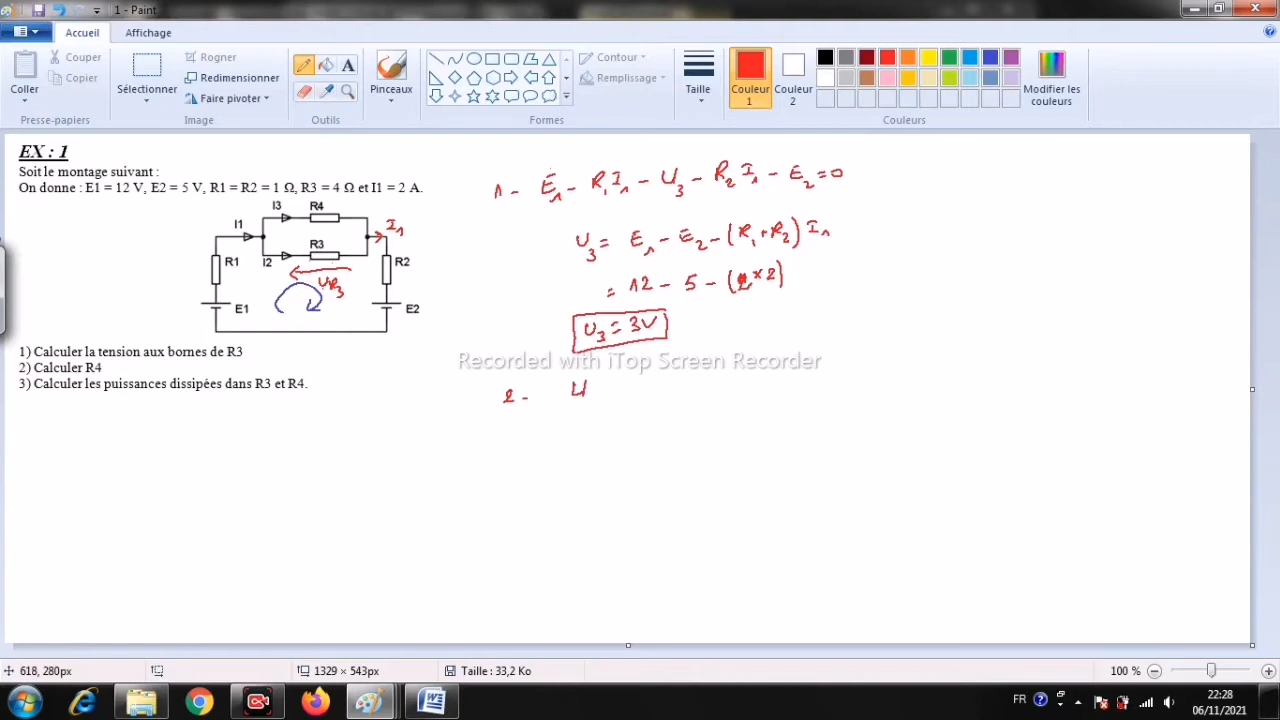 1 - Paint
Accueil Affichage
Coller
Couper
Copier
Presse-papiers
Sélectionner
Rogner
Redimensionner
Faire pivoter
Image
A
Outils
Pinceaux
Contour
Remplissage
Formes
Taille
Couleur 1
Couleur 2
Modifier les couleurs
Couleurs
EX : 1
Soit le montage suivant :
On donne : E1 = 12 V, E2 = 5 V, R1 = R2 = 1 Ω, R3 = 4 Ω et I1 = 2 A.
I3 R4
I1 I1
R3
R1 I2 R2
UR3
E1 E2
1) Calculer la tension aux bornes de R3
2) Calculer R4
3) Calculer les puissances dissipées dans R3 et R4.
1 - E1 - R1 I1 - U3 - R2 I1 - E2 = 0
U3 = E1 - E2 - (R1 + R2) I1
= 12 - 5 - (2 × 2)
U3 = 3V
Recorded with iTop Screen Recorder
2 - U
618, 280px 1329 × 543px Taille : 33,2 Ko 100 %
FR 22:28
06/11/2021